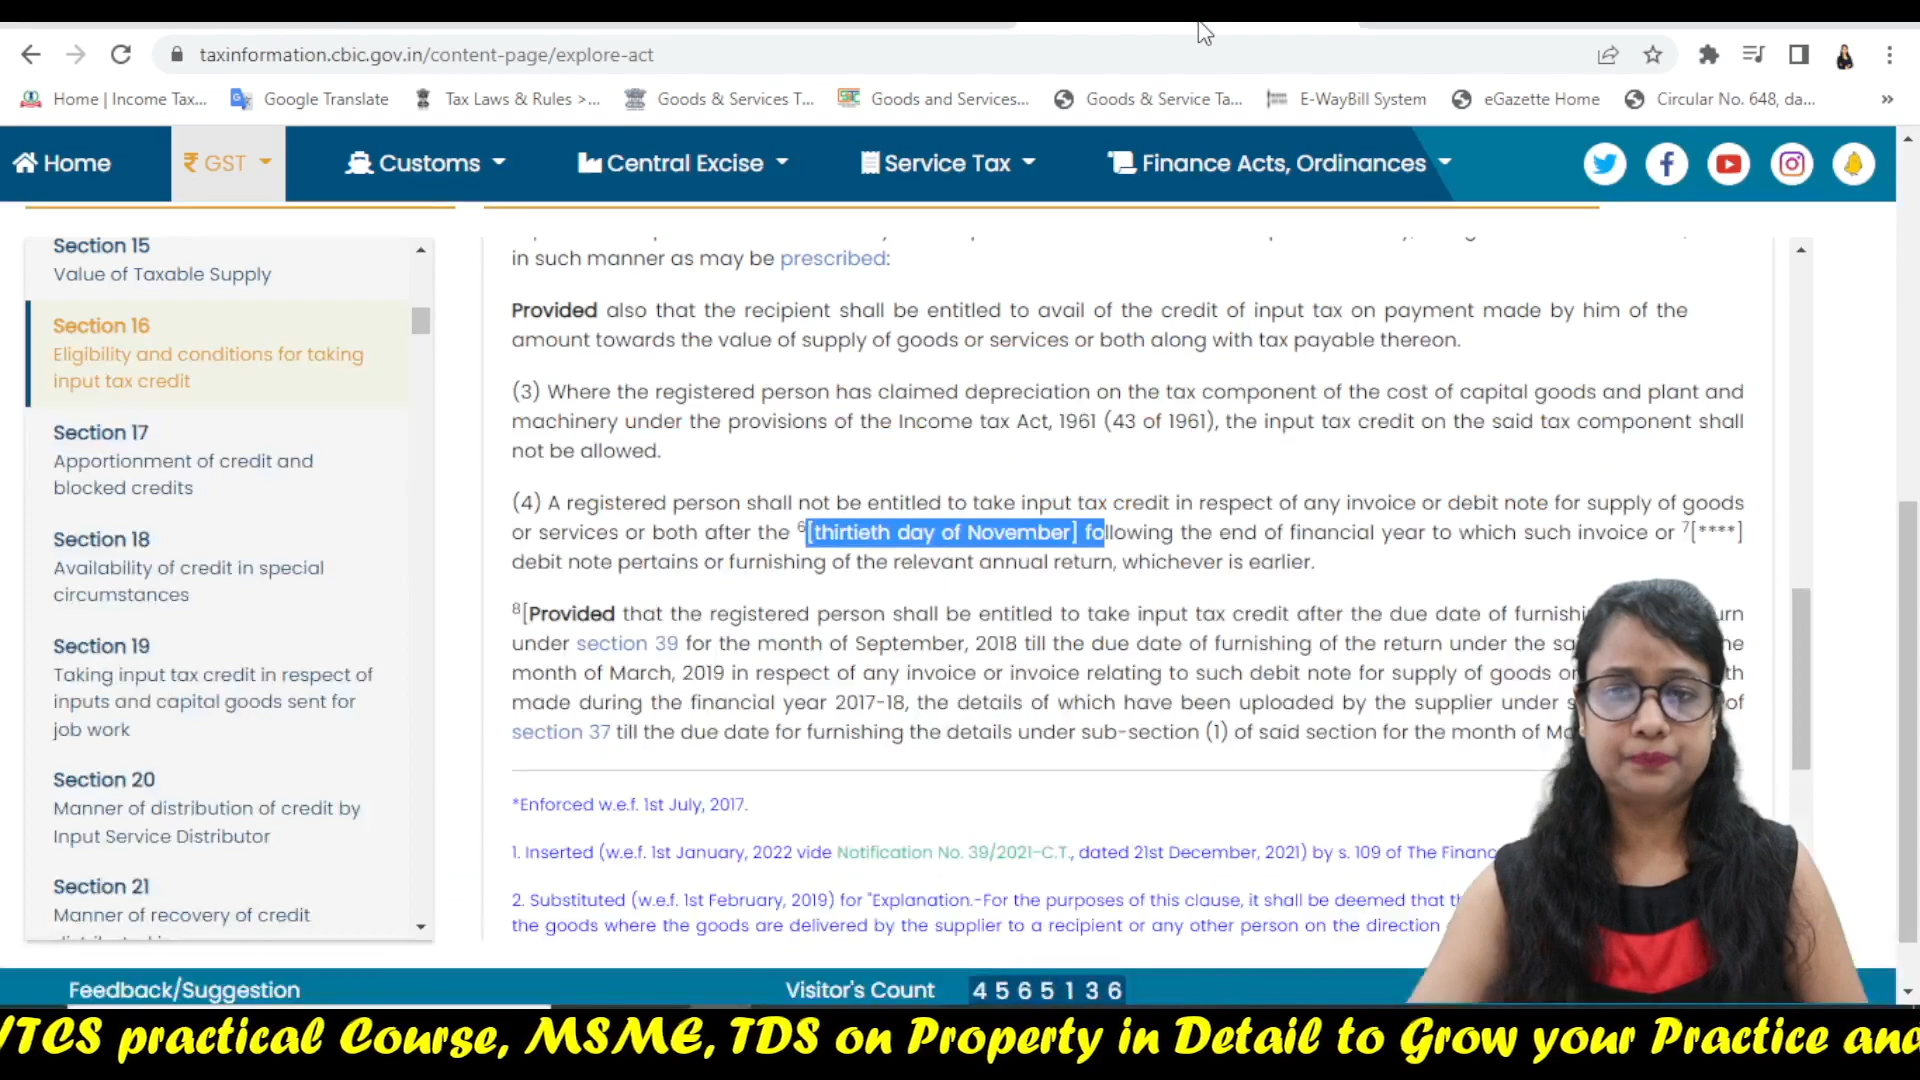 taxinformation.cbic.gov.in/content-page/explore-act
Home | Income Tax...
Google Translate
Tax Laws & Rules >...
Goods & Services T...
Goods and Services...
Goods & Service Ta...
E-WayBill System
eGazette Home
Circular No. 648, da...
»
Home
₹ GST
Customs
Central Excise
Service Tax
Finance Acts, Ordinances
Section 15
Value of Taxable Supply
Section 16
Eligibility and conditions for taking
input tax credit
Section 17
Apportionment of credit and
blocked credits
Section 18
Availability of credit in special
circumstances
Section 19
Taking input tax credit in respect of
inputs and capital goods sent for
job work
Section 20
Manner of distribution of credit by
Input Service Distributor
Section 21
Manner of recovery of credit
in such manner as may be prescribed:
Provided also that the recipient shall be entitled to avail of the credit of input tax on payment made by him of the
amount towards the value of supply of goods or services or both along with tax payable thereon.
(3) Where the registered person has claimed depreciation on the tax component of the cost of capital goods and plant and
machinery under the provisions of the Income tax Act, 1961 (43 of 1961), the input tax credit on the said tax component shall
not be allowed.
(4) A registered person shall not be entitled to take input tax credit in respect of any invoice or debit note for supply of goods
or services or both after the 6[thirtieth day of November] following the end of financial year to which such invoice or 7[****]
debit note pertains or furnishing of the relevant annual return, whichever is earlier.
8[Provided that the registered person shall be entitled to take input tax credit after the due date of
under section 39 for the month of September, 2018 till the due date of furnishing of the return under the
month of March, 2019 in respect of any invoice or invoice relating to such debit note for supply of goods
made during the financial year 2017-18, the details of which have been uploaded by the supplier under of
section 37 till the due date for furnishing the details under sub-section (1) of said section for the month of
*Enforced w.e.f. 1st July, 2017.
1. Inserted (w.e.f. 1st January, 2022 vide Notification No. 39/2021-C.T., dated 21st December, 2021) by s. 109 of The
2. Substituted (w.e.f. 1st February, 2019) for "Explanation.-For the purposes of this clause, it shall be deemed that
the goods where the goods are delivered by the supplier to a recipient or any other person on the direction
Feedback/Suggestion
Visitor's Count 4565136
/TCS practical Course, MSME, TDS on Property in Detail to Grow your Practice and